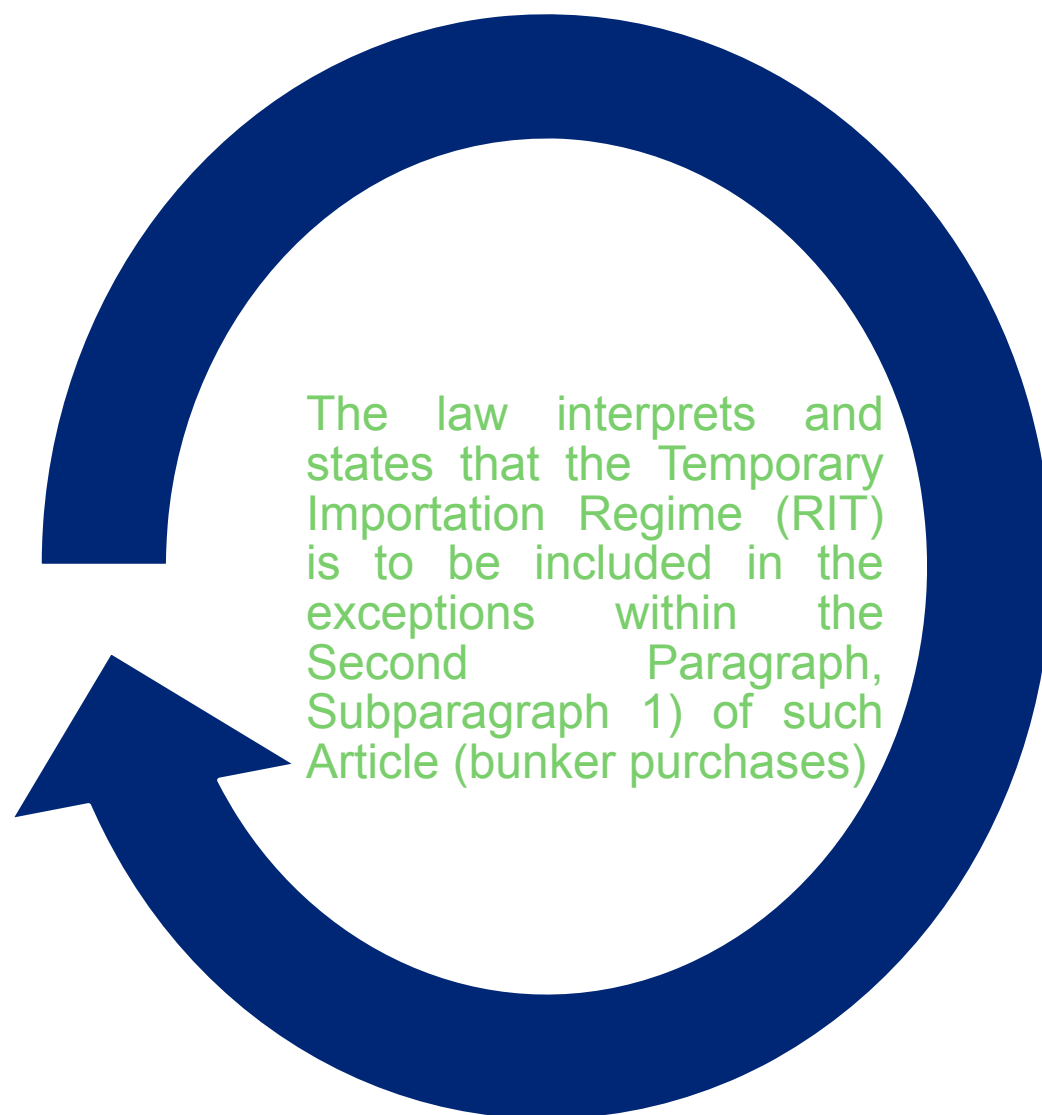 The law interprets and
states that the Temporary
Importation Regime (RIT)
is to be included in the
exceptions within the
Second Paragraph,
Subparagraph 1) of such
Article (bunker purchases)